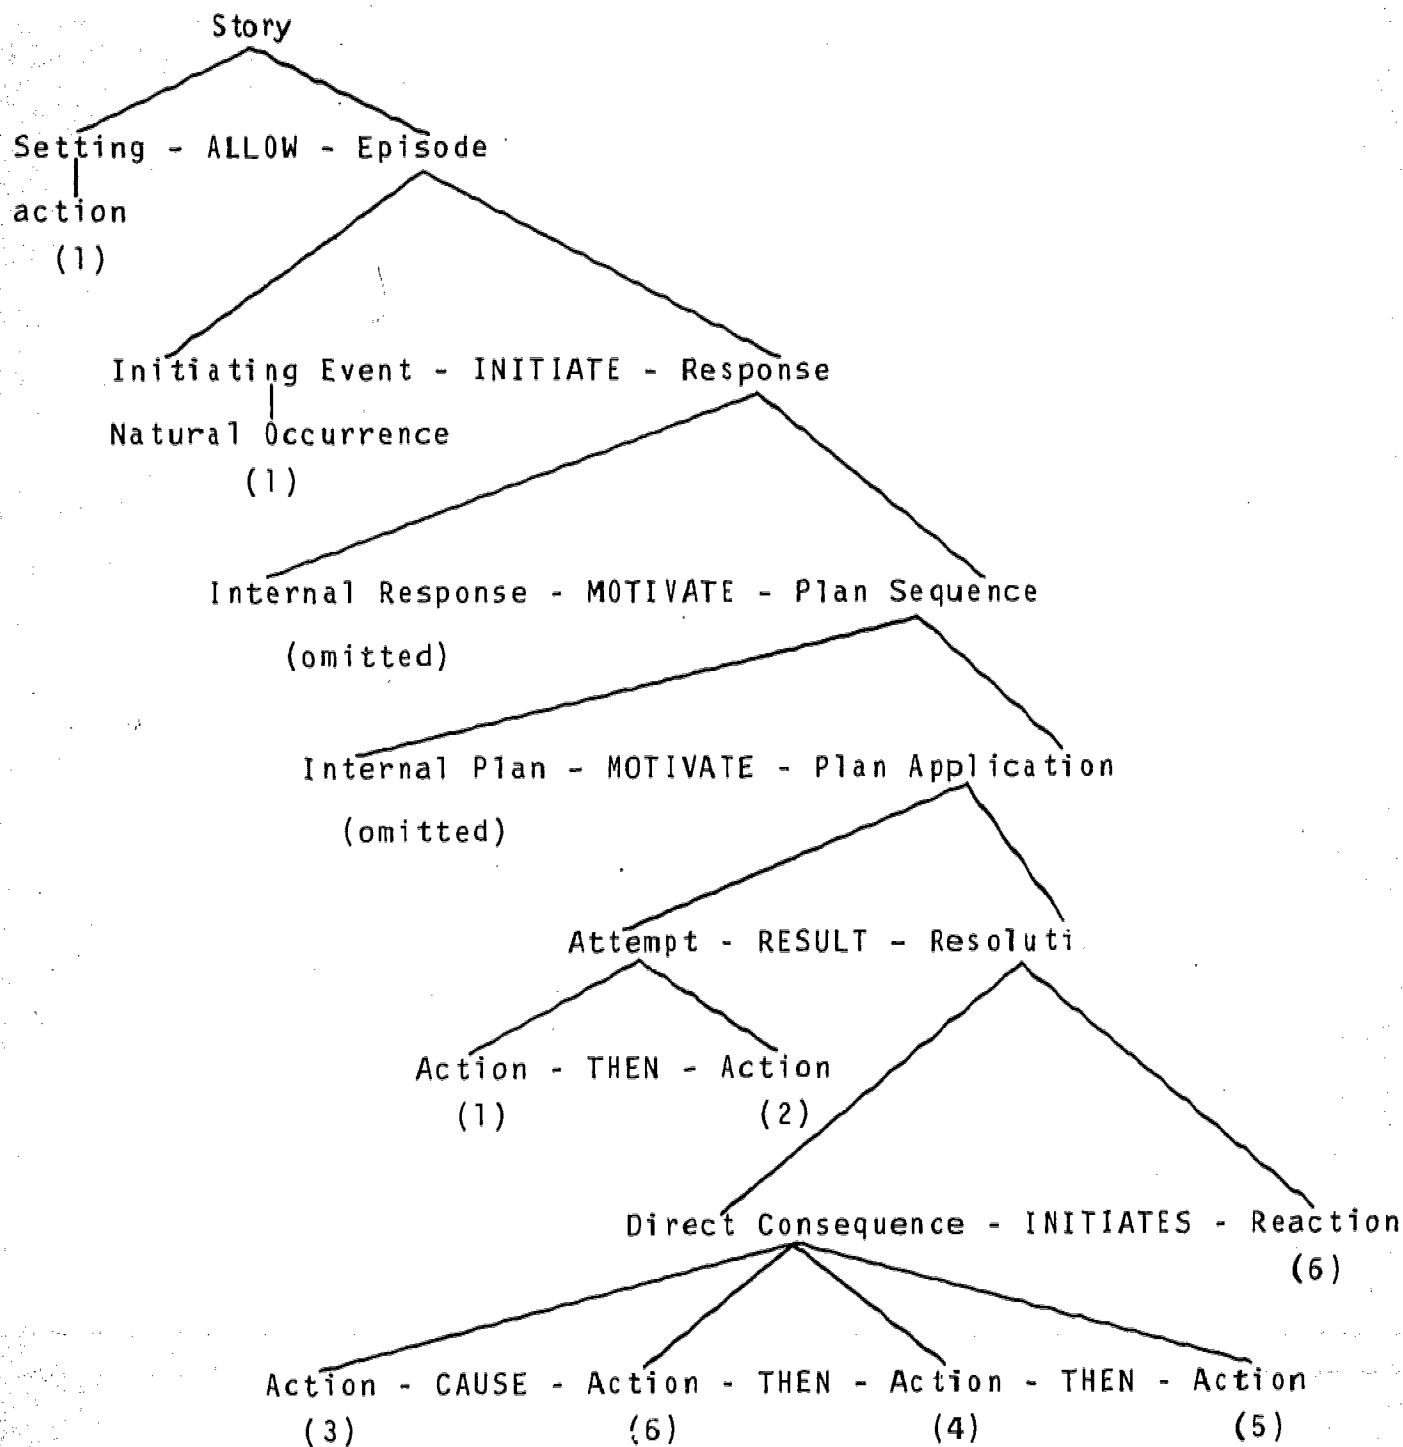 Story
Setting - ALLOW - Episode
action
(1)
Initiating Event - INITIATE - Response
Natural Occurrence
(1)
Internal Response - MOTIVATE - Plan Sequence
(omitted)
Internal Plan - MOTIVATE - Plan Application
(omitted)
Attempt - RESULT - Resoluti
Action - THEN - Action
(1) (2)
Direct Consequence - INITIATES - Reaction
(6)
Action - CAUSE - Action - THEN - Action - THEN - Action
(3) (6) (4) (5)